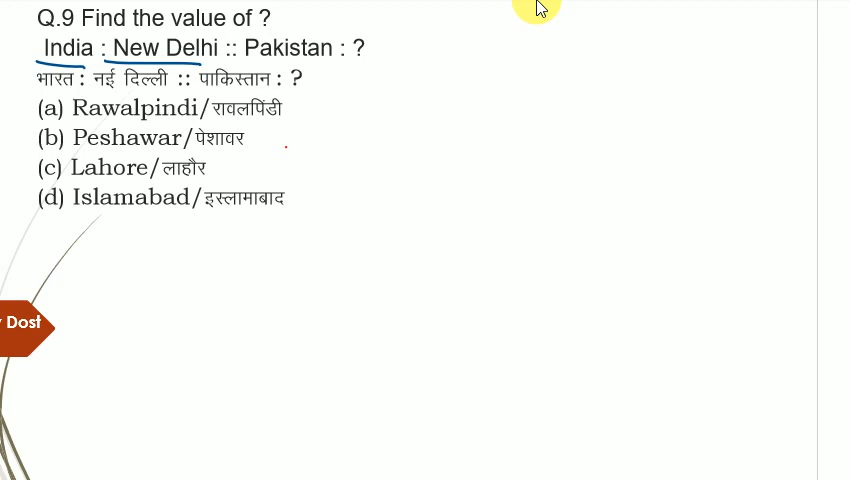 Q.9 Find the value of ?
India : New Delhi :: Pakistan : ?
भारत : नई दिल्ली :: पाकिस्तान : ?
(a) Rawalpindi/रावलपिंडी
(b) Peshawar/पेशावर
(c) Lahore/लाहौर
(d) Islamabad/इस्लामाबाद
Dost